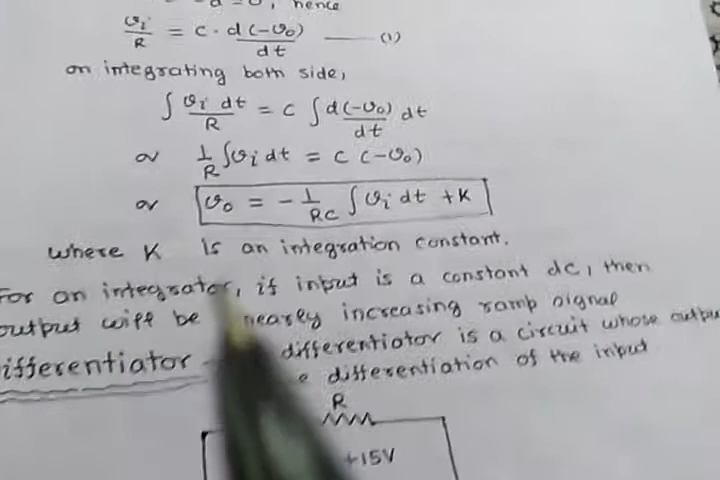 = 0, hence
vi/R = C · d(-vo)/dt —— (1)
on integrating both side,
∫ vi dt/R = C ∫ d(-vo)/dt dt
or 1/R ∫ vi dt = C (-vo)
or vo = - 1/RC ∫ vi dt + K
where K is an integration constant.
For an integrator, if input is a constant dc, then
output will be nearly increasing ramp signal
ifferentiator differentiator is a circuit whose outpu
differentiation of the input
R
+15V